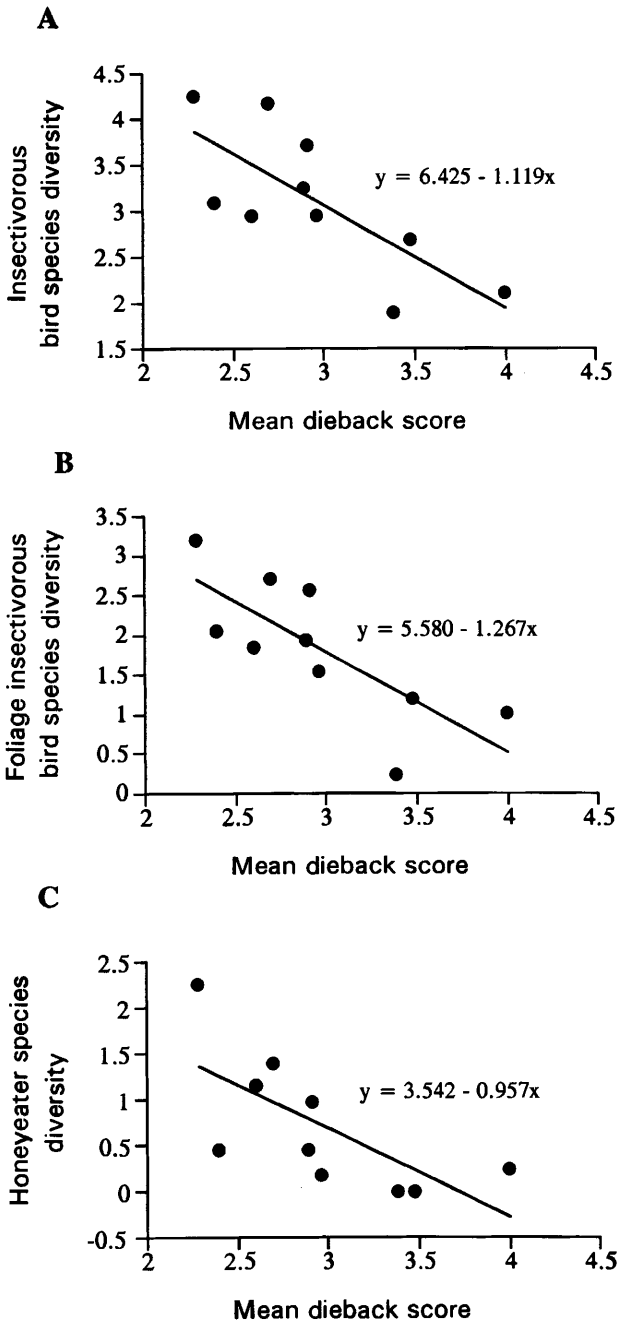 A
Insectivorous
bird species diversity
4.5
4
3.5
3
2.5
2
1.5
y = 6.425 - 1.119x
2 2.5 3 3.5 4 4.5
Mean dieback score
B
Foliage insectivorous
bird species diversity
3.5
3
2.5
2
1.5
1
0.5
0
y = 5.580 - 1.267x
2 2.5 3 3.5 4 4.5
Mean dieback score
C
Honeyeater species
diversity
2.5
2
1.5
1
0.5
0
-0.5
y = 3.542 - 0.957x
2 2.5 3 3.5 4 4.5
Mean dieback score